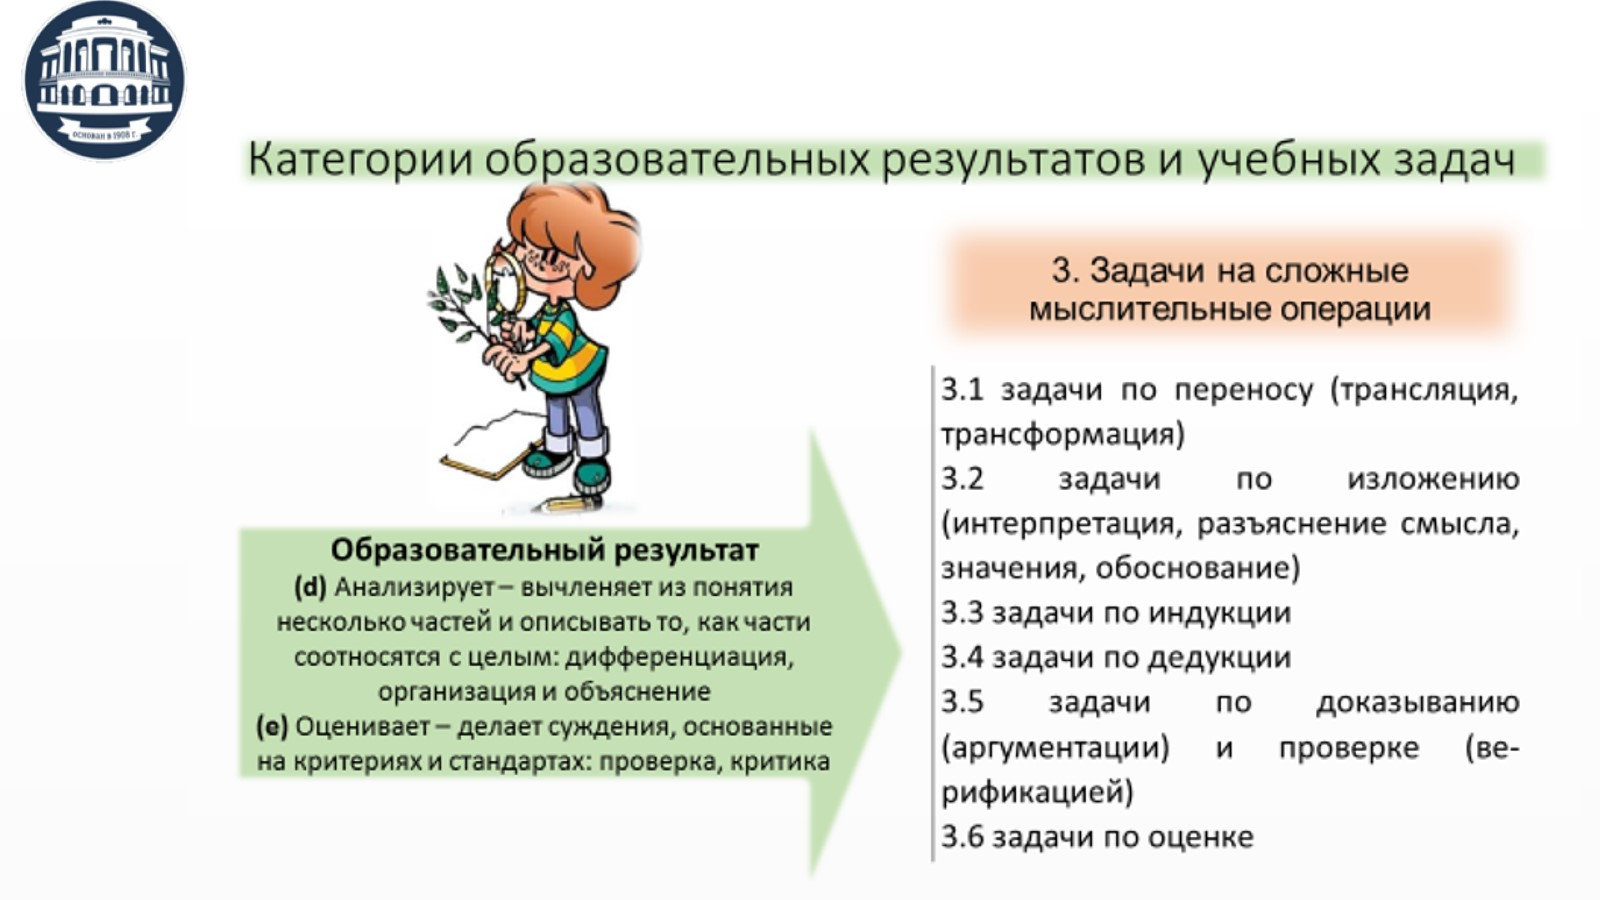 основан в 1908 г.
Категории образовательных результатов и учебных задач
3. Задачи на сложные
мыслительные операции
Образовательный результат
(d) Анализирует – вычленяет из понятия
несколько частей и описывать то, как части
соотносятся с целым: дифференциация,
организация и объяснение
(e) Оценивает – делает суждения, основанные
на критериях и стандартах: проверка, критика
3.1 задачи по переносу (трансляция,
трансформация)
3.2 задачи по изложению
(интерпретация, разъяснение смысла,
значения, обоснование)
3.3 задачи по индукции
3.4 задачи по дедукции
3.5 задачи по доказыванию
(аргументации) и проверке (ве-
рификацией)
3.6 задачи по оценке